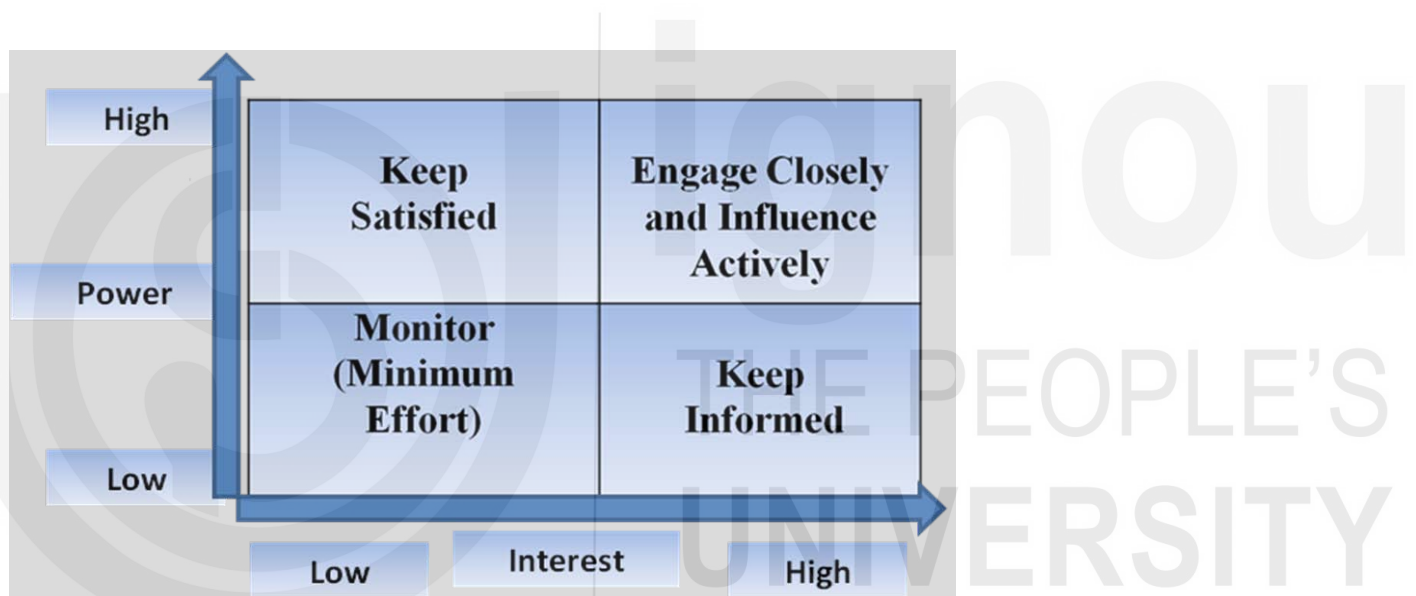 ignou
THE PEOPLE'S
UNIVERSITY
High
Power
Low
Keep
Satisfied
Engage Closely
and Influence
Actively
Monitor
(Minimum
Effort)
Keep
Informed
Low
Interest
High